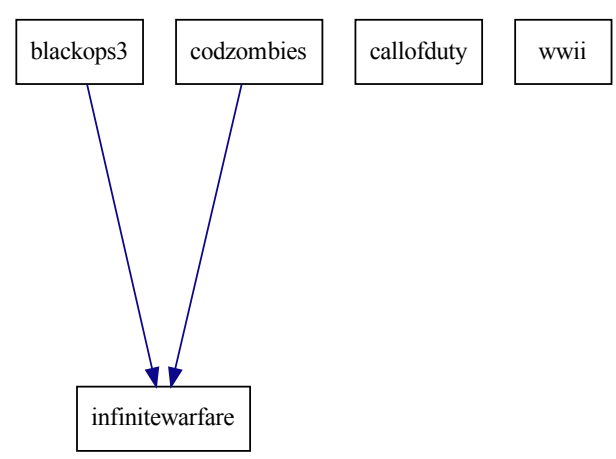 blackops3
codzombies
callofduty
wwii
infinitewarfare